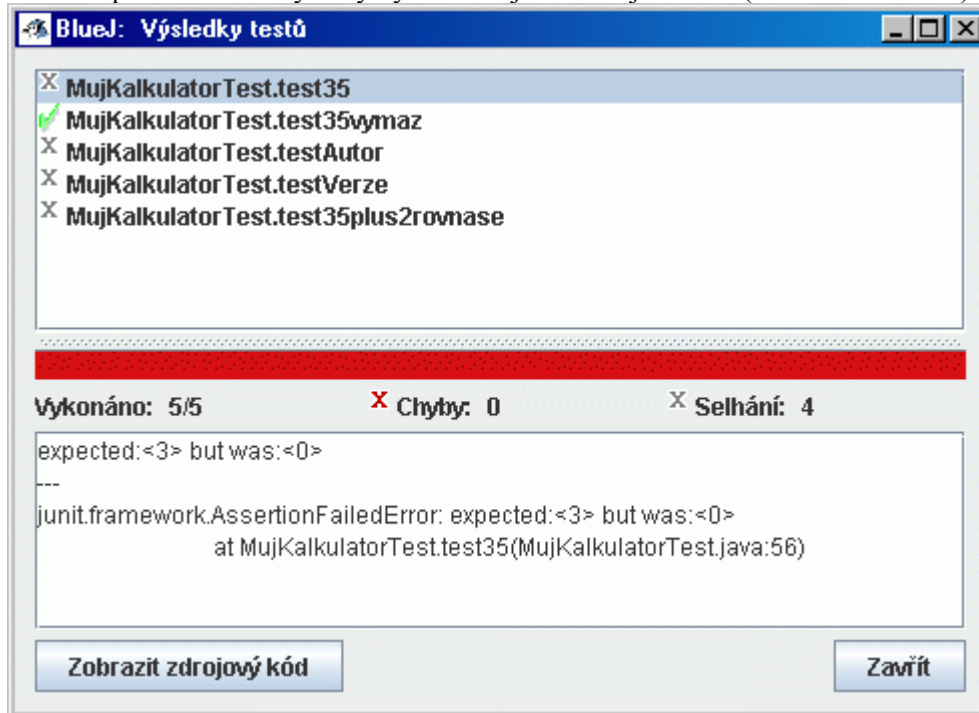 BlueJ: Výsledky testů
MujKalkulatorTest.test35
MujKalkulatorTest.test35vymaz
MujKalkulatorTest.testAutor
MujKalkulatorTest.testVerze
MujKalkulatorTest.test35plus2rovnase
Vykonáno: 5/5 X Chyby: 0 X Selhání: 4
expected:<3> but was:<0>
---
junit.framework.AssertionFailedError: expected:<3> but was:<0>
at MujKalkulatorTest.test35(MujKalkulatorTest.java:56)
Zobrazit zdrojový kód Zavřít